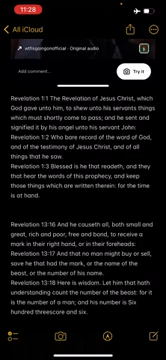 11:28
All iCloud
attfisgongonofficial • Original audio
Add comment...
Try it
Revelation 1:1 The Revelation of Jesus Christ, which
God gave unto him, to shew unto his servants things
which must shortly come to pass; and he sent and
signified it by his angel unto his servant John:
Revelation 1:2 Who bare record of the word of God,
and of the testimony of Jesus Christ, and of all
things that he saw.
Revelation 1:3 Blessed is he that readeth, and they
that hear the words of this prophecy, and keep
those things which are written therein: for the time
is at hand.
Revelation 13:16 And he causeth all, both small and
great, rich and poor, free and bond, to receive a
mark in their right hand, or in their foreheads:
Revelation 13:17 And that no man might buy or sell,
save he that had the mark, or the name of the
beast, or the number of his name.
Revelation 13:18 Here is wisdom. Let him that hath
understanding count the number of the beast: for it
is the number of a man; and his number is Six
hundred threescore and six.